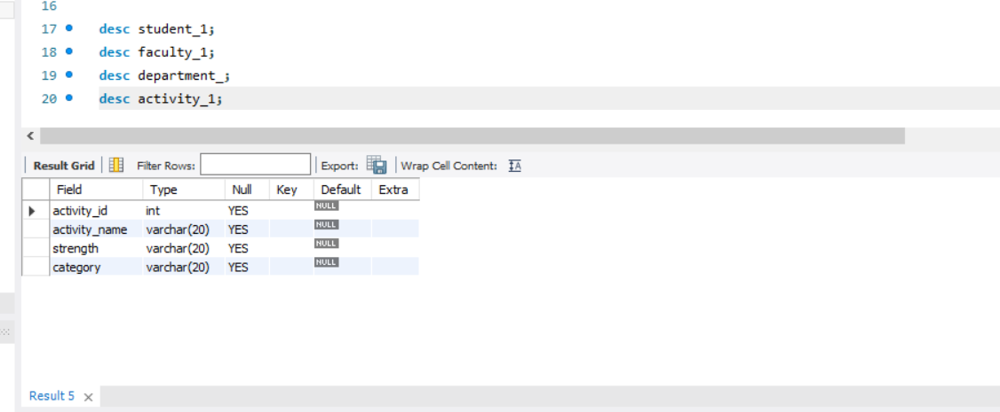 16
17 desc student_1;
18 desc faculty_1;
19 desc department_;
20 desc activity_1;
Result Grid Filter Rows: Export: Wrap Cell Content:
Field Type Null Key Default Extra
activity_id int YES NULL
activity_name varchar(20) YES NULL
strength varchar(20) YES NULL
category varchar(20) YES NULL
Result 5